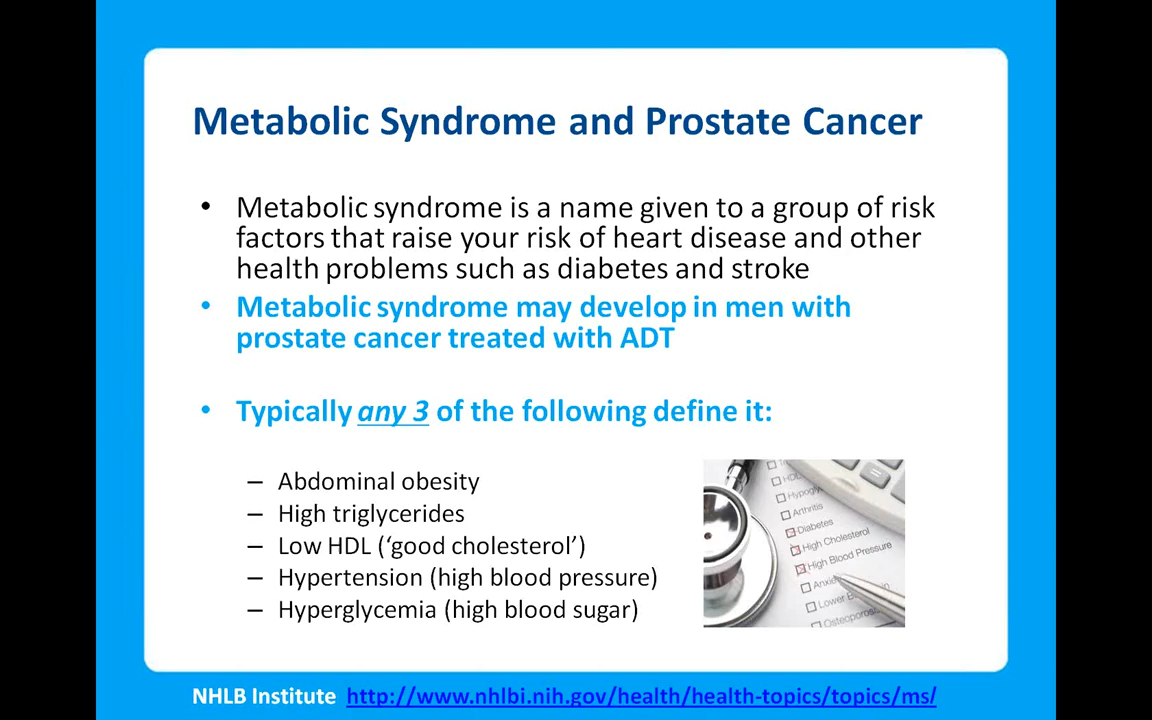 Metabolic Syndrome and Prostate Cancer
• Metabolic syndrome is a name given to a group of risk
factors that raise your risk of heart disease and other
health problems such as diabetes and stroke
• Metabolic syndrome may develop in men with
prostate cancer treated with ADT
• Typically any 3 of the following define it:
– Abdominal obesity
– High triglycerides
– Low HDL (‘good cholesterol’)
– Hypertension (high blood pressure)
– Hyperglycemia (high blood sugar)
HDL
Arthritis
Diabetes
High Cholesterol
High Blood Pressure
Lower
NHLB Institute http://www.nhlbi.nih.gov/health/health-topics/topics/ms/